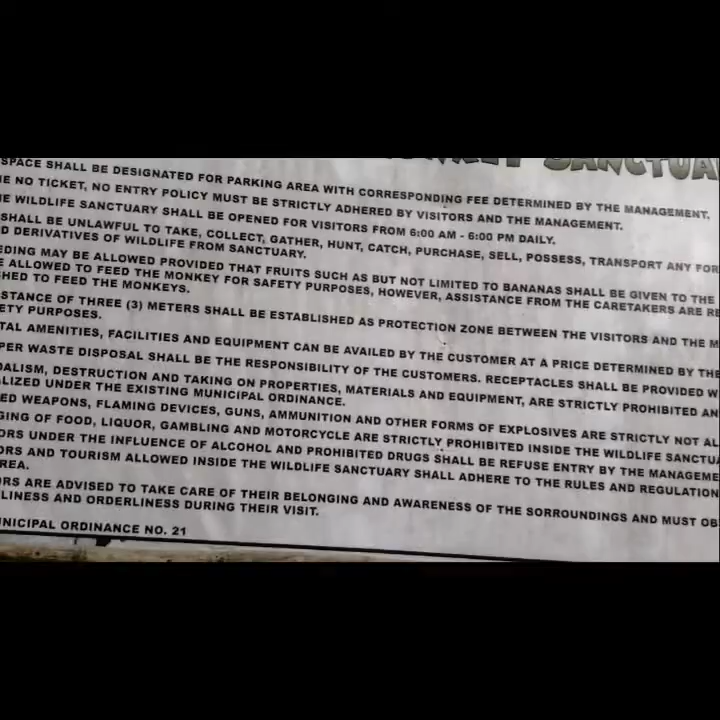 MONKEY SANCTUA
SPACE SHALL BE DESIGNATED FOR PARKING AREA WITH CORRESPONDING FEE DETERMINED BY THE MANAGEMENT.
E NO TICKET, NO ENTRY POLICY MUST BE STRICTLY ADHERED BY VISITORS AND THE MANAGEMENT.
E WILDLIFE SANCTUARY SHALL BE OPENED FOR VISITORS FROM 6:00 AM - 6:00 PM DAILY.
SHALL BE UNLAWFUL TO TAKE, COLLECT, GATHER, HUNT, CATCH, PURCHASE, SELL, POSSESS, TRANSPORT ANY FOR
D DERIVATIVES OF WILDLIFE FROM SANCTUARY.
EDING MAY BE ALLOWED PROVIDED THAT FRUITS SUCH AS BUT NOT LIMITED TO BANANAS SHALL BE GIVEN TO THE
E ALLOWED TO FEED THE MONKEY FOR SAFETY PURPOSES, HOWEVER, ASSISTANCE FROM THE CARETAKERS ARE RE
HED TO FEED THE MONKEYS.
STANCE OF THREE (3) METERS SHALL BE ESTABLISHED AS PROTECTION ZONE BETWEEN THE VISITORS AND THE M
ETY PURPOSES.
TAL AMENITIES, FACILITIES AND EQUIPMENT CAN BE AVAILED BY THE CUSTOMER AT A PRICE DETERMINED BY THE
PER WASTE DISPOSAL SHALL BE THE RESPONSIBILITY OF THE CUSTOMERS. RECEPTACLES SHALL BE PROVIDED W
DALISM, DESTRUCTION AND TAKING ON PROPERTIES, MATERIALS AND EQUIPMENT, ARE STRICTLY PROHIBITED AN
LIZED UNDER THE EXISTING MUNICIPAL ORDINANCE.
ED WEAPONS, FLAMING DEVICES, GUNS, AMMUNITION AND OTHER FORMS OF EXPLOSIVES ARE STRICTLY NOT AL
GING OF FOOD, LIQUOR, GAMBLING AND MOTORCYCLE ARE STRICTLY PROHIBITED INSIDE THE WILDLIFE SANCTUA
ORS UNDER THE INFLUENCE OF ALCOHOL AND PROHIBITED DRUGS SHALL BE REFUSE ENTRY BY THE MANAGEME
ORS AND TOURISM ALLOWED INSIDE THE WILDLIFE SANCTUARY SHALL ADHERE TO THE RULES AND REGULATION
REA.
ORS ARE ADVISED TO TAKE CARE OF THEIR BELONGING AND AWARENESS OF THE SORROUNDINGS AND MUST OB
LINESS AND ORDERLINESS DURING THEIR VISIT.
NICIPAL ORDINANCE NO. 21